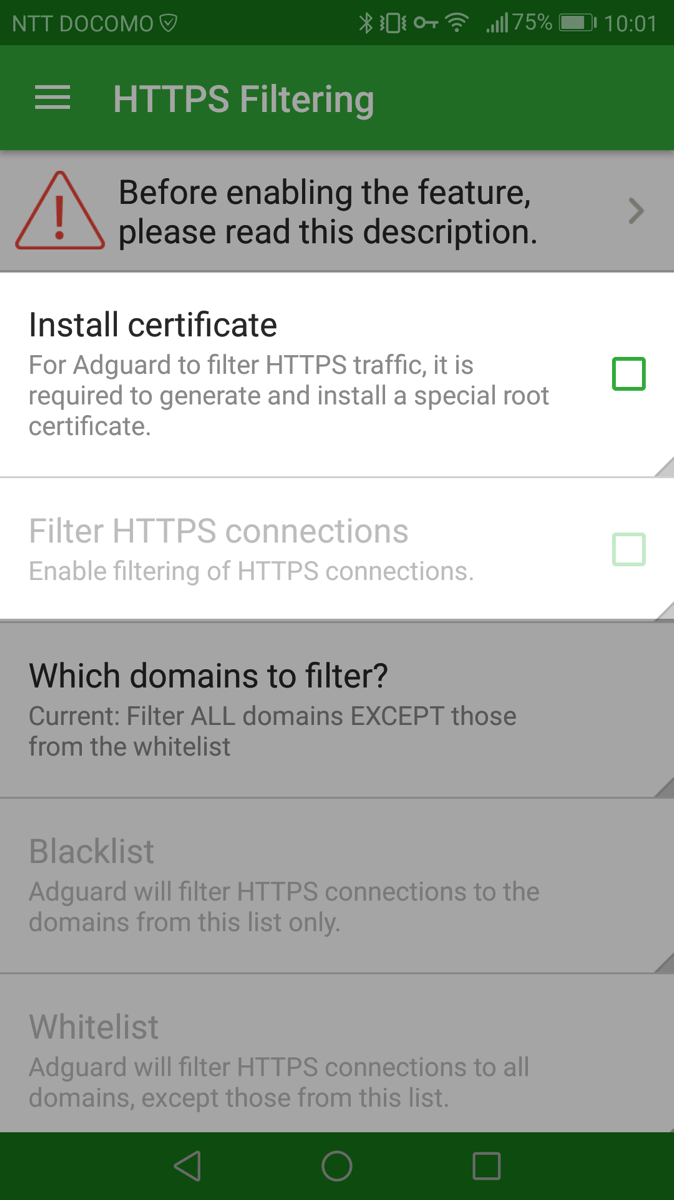 NTT DOCOMO 75% 10:01
HTTPS Filtering
Before enabling the feature,
please read this description.
Install certificate
For Adguard to filter HTTPS traffic, it is
required to generate and install a special root
certificate.
Filter HTTPS connections
Enable filtering of HTTPS connections.
Which domains to filter?
Current: Filter ALL domains EXCEPT those
from the whitelist
Blacklist
Adguard will filter HTTPS connections to the
domains from this list only.
Whitelist
Adguard will filter HTTPS connections to all
domains, except those from this list.